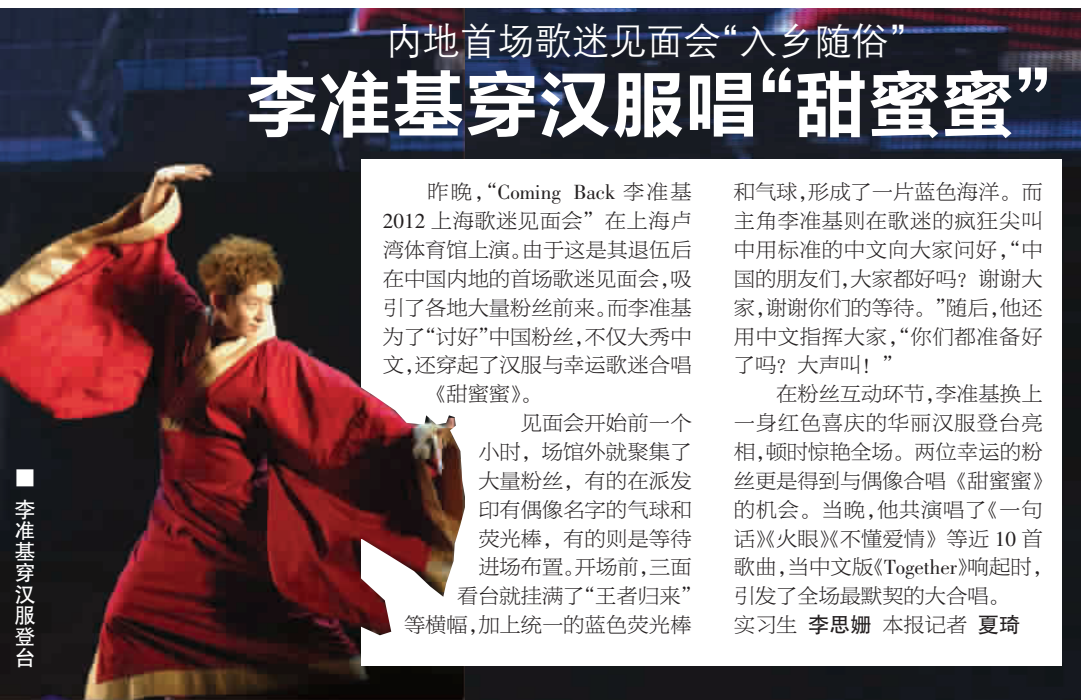 内地首场歌迷见面会“入乡随俗”
李准基穿汉服唱“甜蜜蜜”
昨晚，“Coming Back 李准基
2012 上海歌迷见面会” 在上海卢
湾体育馆上演。由于这是其退伍后
在中国内地的首场歌迷见面会，吸
引了各地大量粉丝前来。而李准基
为了“讨好”中国粉丝，不仅大秀中
文，还穿起了汉服与幸运歌迷合唱
《甜蜜蜜》。
见面会开始前一个
小时，场馆外就聚集了
大量粉丝，有的在派发
印有偶像名字的气球和
荧光棒，有的则是等待
进场布置。开场前，三面
看台就挂满了“王者归来”
等横幅，加上统一的蓝色荧光棒
和气球，形成了一片蓝色海洋。而
主角李准基则在歌迷的疯狂尖叫
中用标准的中文向大家问好，“中
国的朋友们，大家都好吗？谢谢大
家，谢谢你们的等待。”随后，他还
用中文指挥大家，“你们都准备好
了吗？大声叫！”
在粉丝互动环节，李准基换上
一身红色喜庆的华丽汉服登台亮
相，顿时惊艳全场。两位幸运的粉
丝更是得到与偶像合唱《甜蜜蜜》
的机会。当晚，他共演唱了《一句
话》《火眼》《不懂爱情》等近 10 首
歌曲，当中文版《Together》响起时，
引发了全场最默契的大合唱。
实习生 李思姗 本报记者 夏琦
■ 李准基穿汉服登台